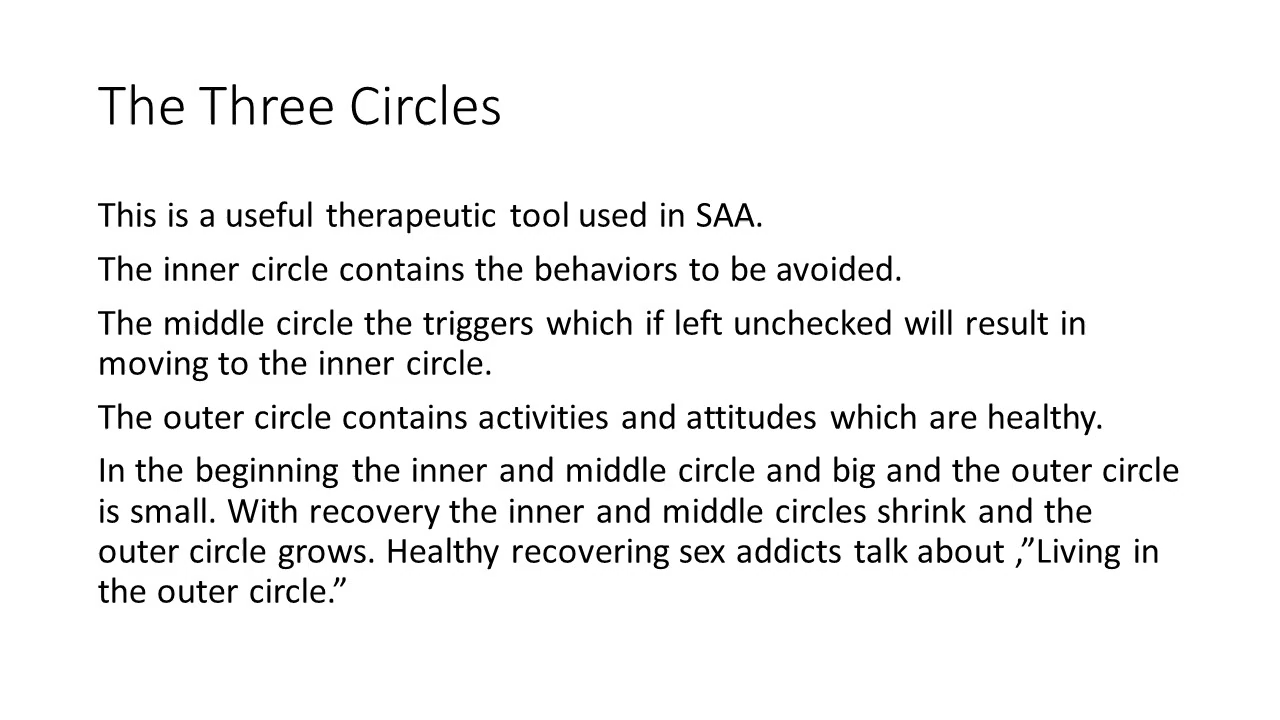 The Three Circles
This is a useful therapeutic tool used in SAA.
The inner circle contains the behaviors to be avoided.
The middle circle the triggers which if left unchecked will result in
moving to the inner circle.
The outer circle contains activities and attitudes which are healthy.
In the beginning the inner and middle circle and big and the outer circle
is small. With recovery the inner and middle circles shrink and the
outer circle grows. Healthy recovering sex addicts talk about ,”Living in
the outer circle.”